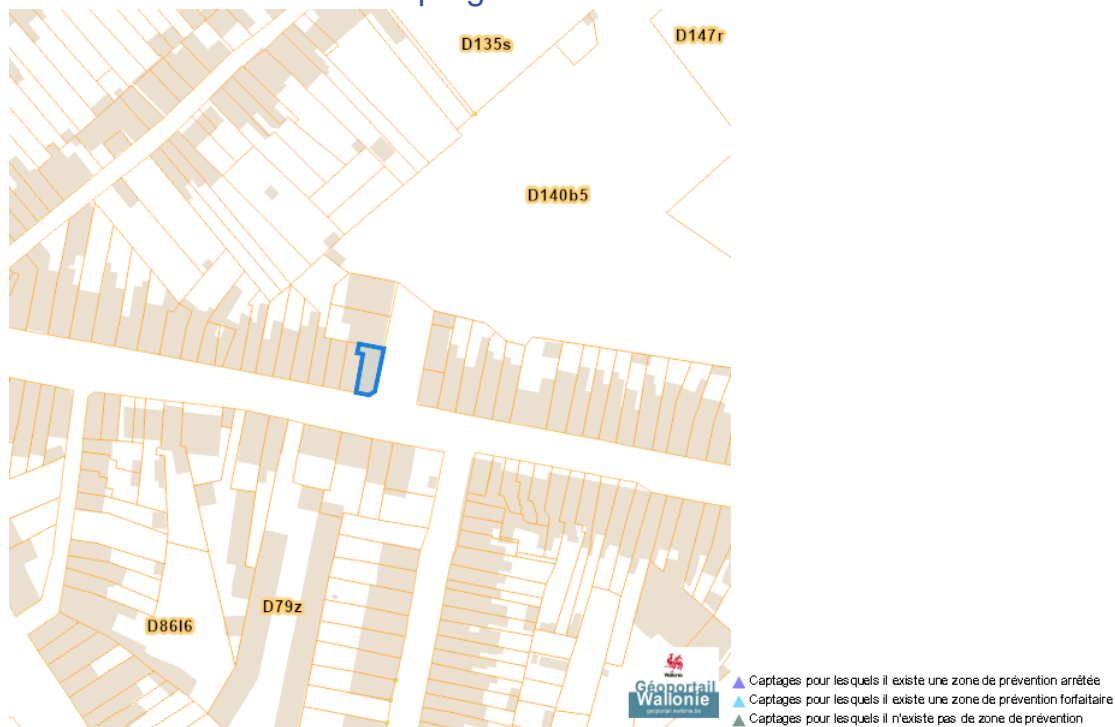 D135s
D147r
D140b5
D79z
D86l6
Wallonie
Géoportail
Wallonie
geoportail.wallonie.be
Captages pour lesquels il existe une zone de prévention arrêtée
Captages pour lesquels il existe une zone de prévention forfaitaire
Captages pour lesquels il n'existe pas de zone de prévention